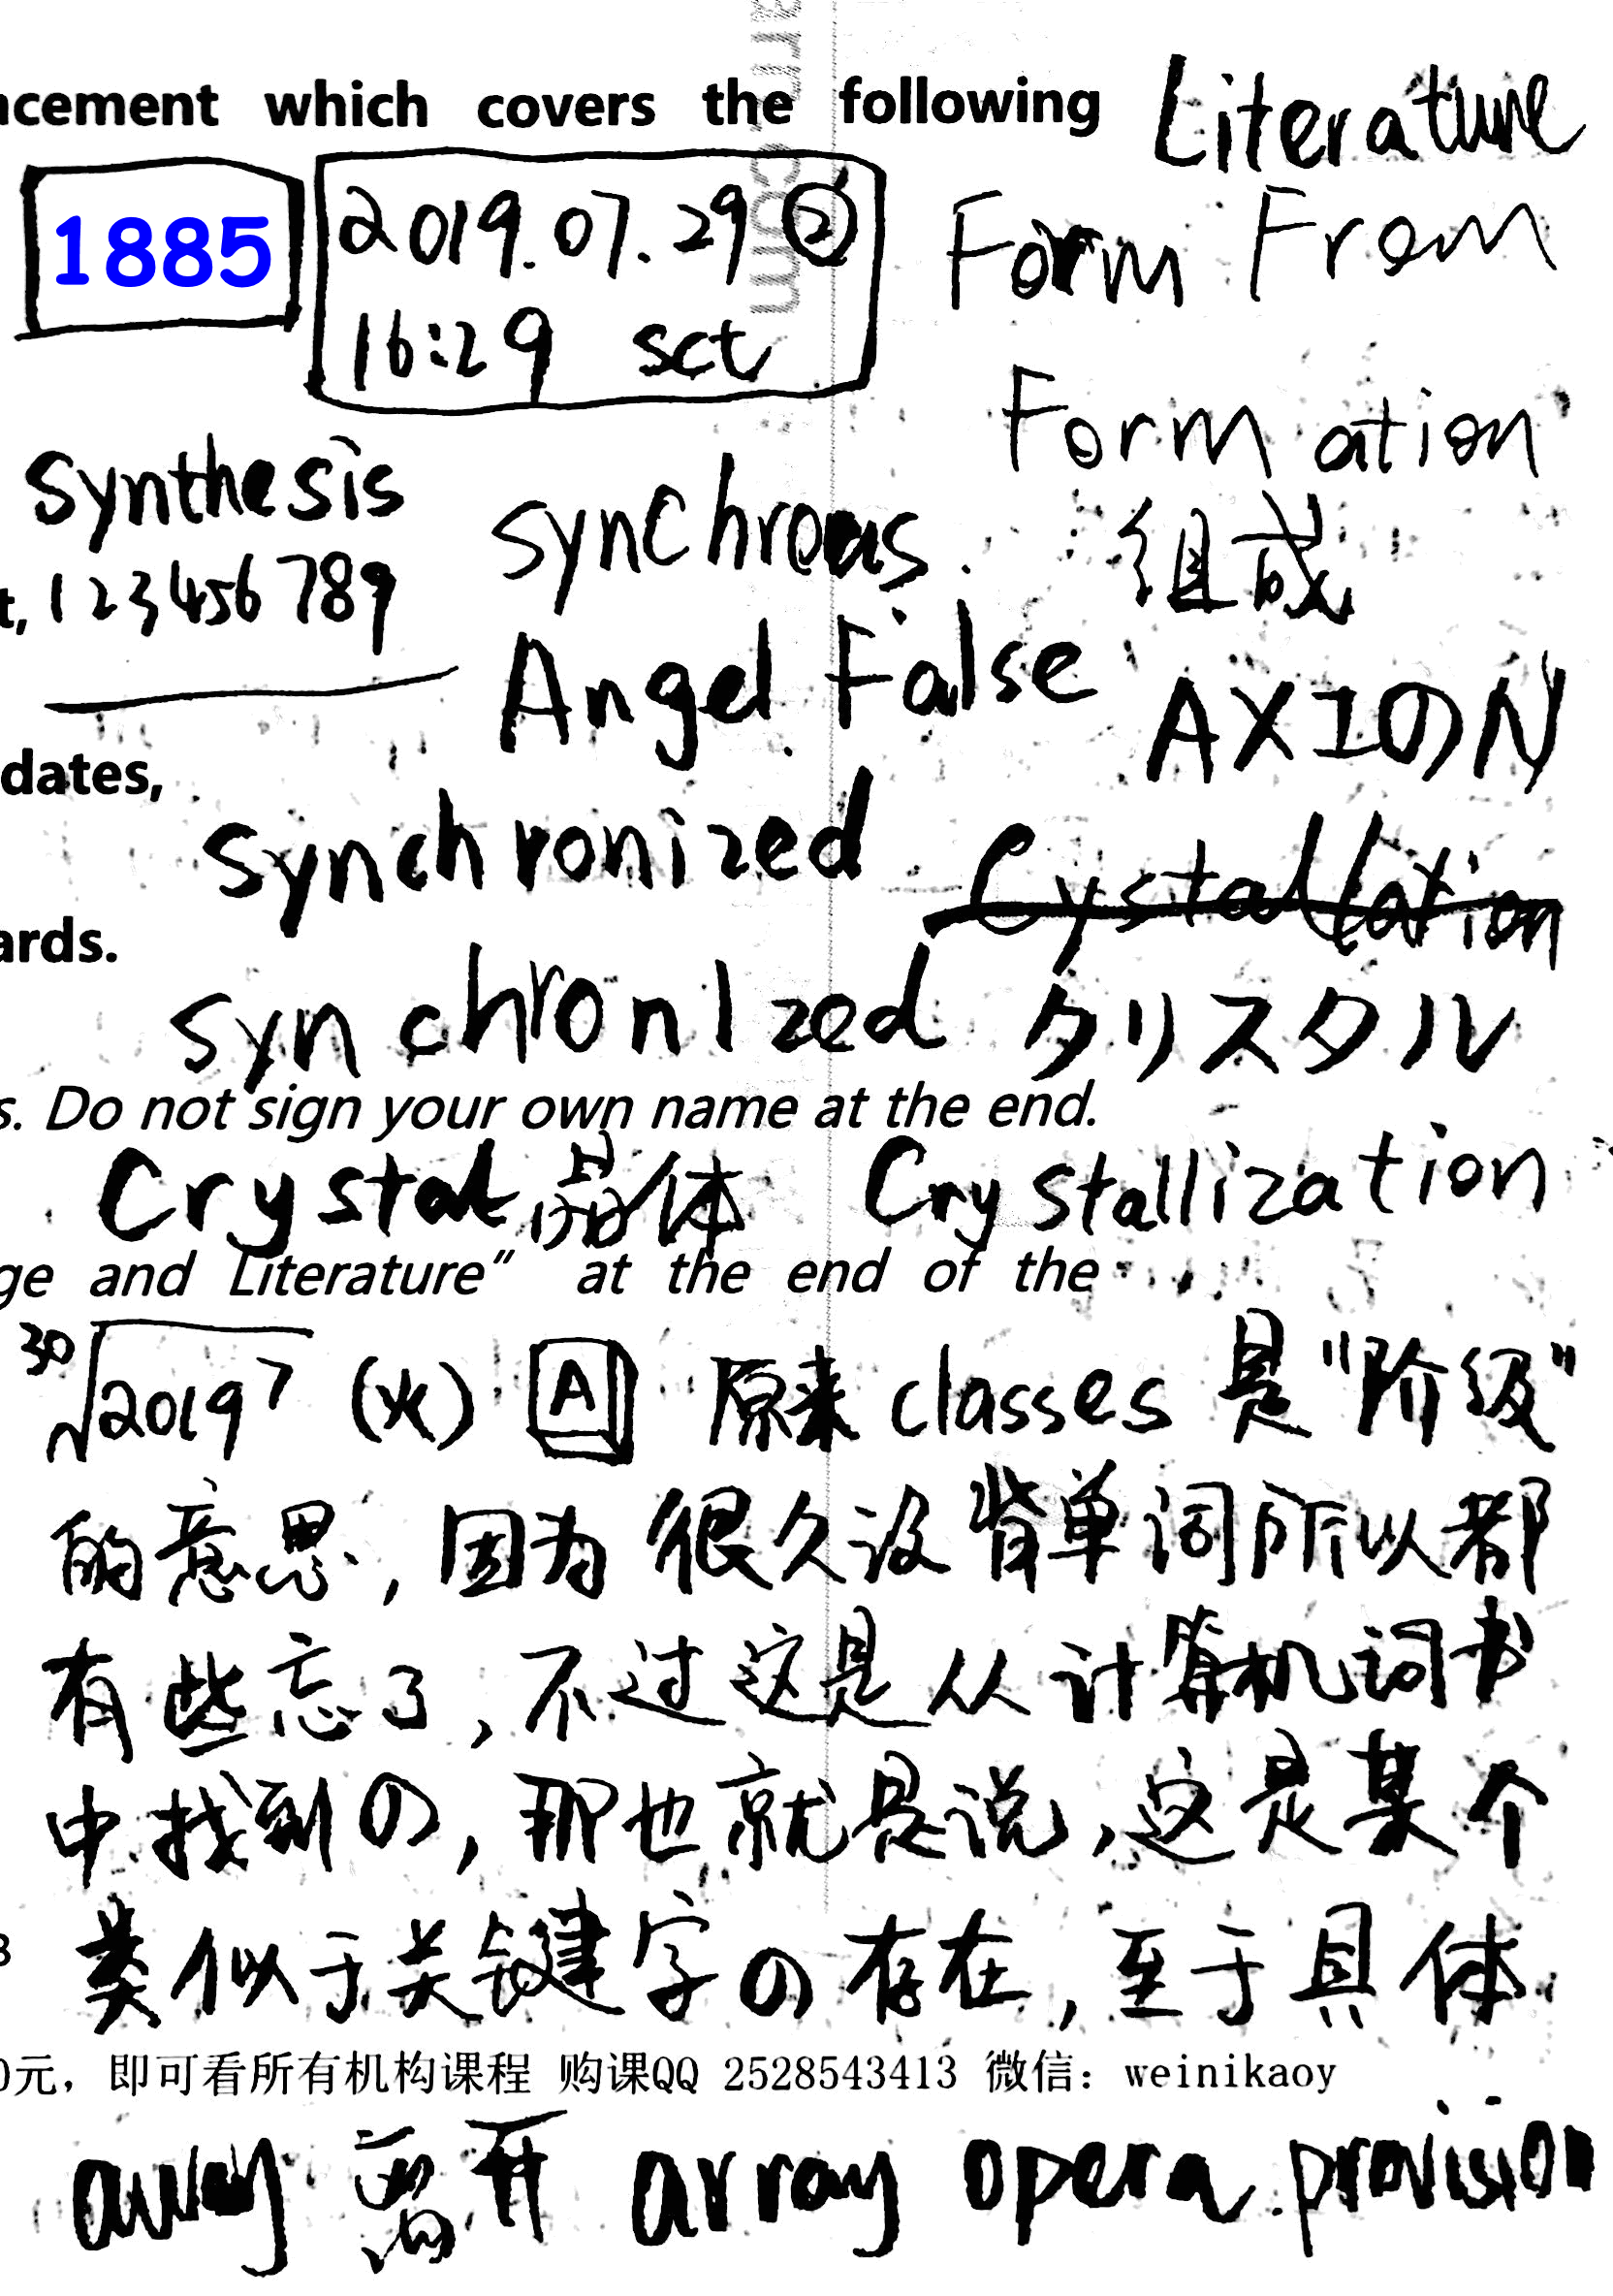 acement which covers the following Literature
1885 2019.07.29 ② Form From
16:29 sct
Formation
synthesis synchrous 组成
t, 123456789
Angel False AXIのN
dates,
synchronized Cystallation
ards.
synchronized クリスタル
s. Do not sign your own name at the end.
Crystal 晶体 Crystallization
ge and Literature” at the end of the
30√2019 7 (火) A 原来 classes 是“阶级”
的意思, 因为很久没背单词所以都
有些忘了, 不过这是从计算机词书
中找到の, 那也就是说, 这是某个
类似于关键字の存在, 至于具体
0元, 即可看所有机构课程 购课QQ 2528543413 微信: weinikaoy
away 离开 array opera provision